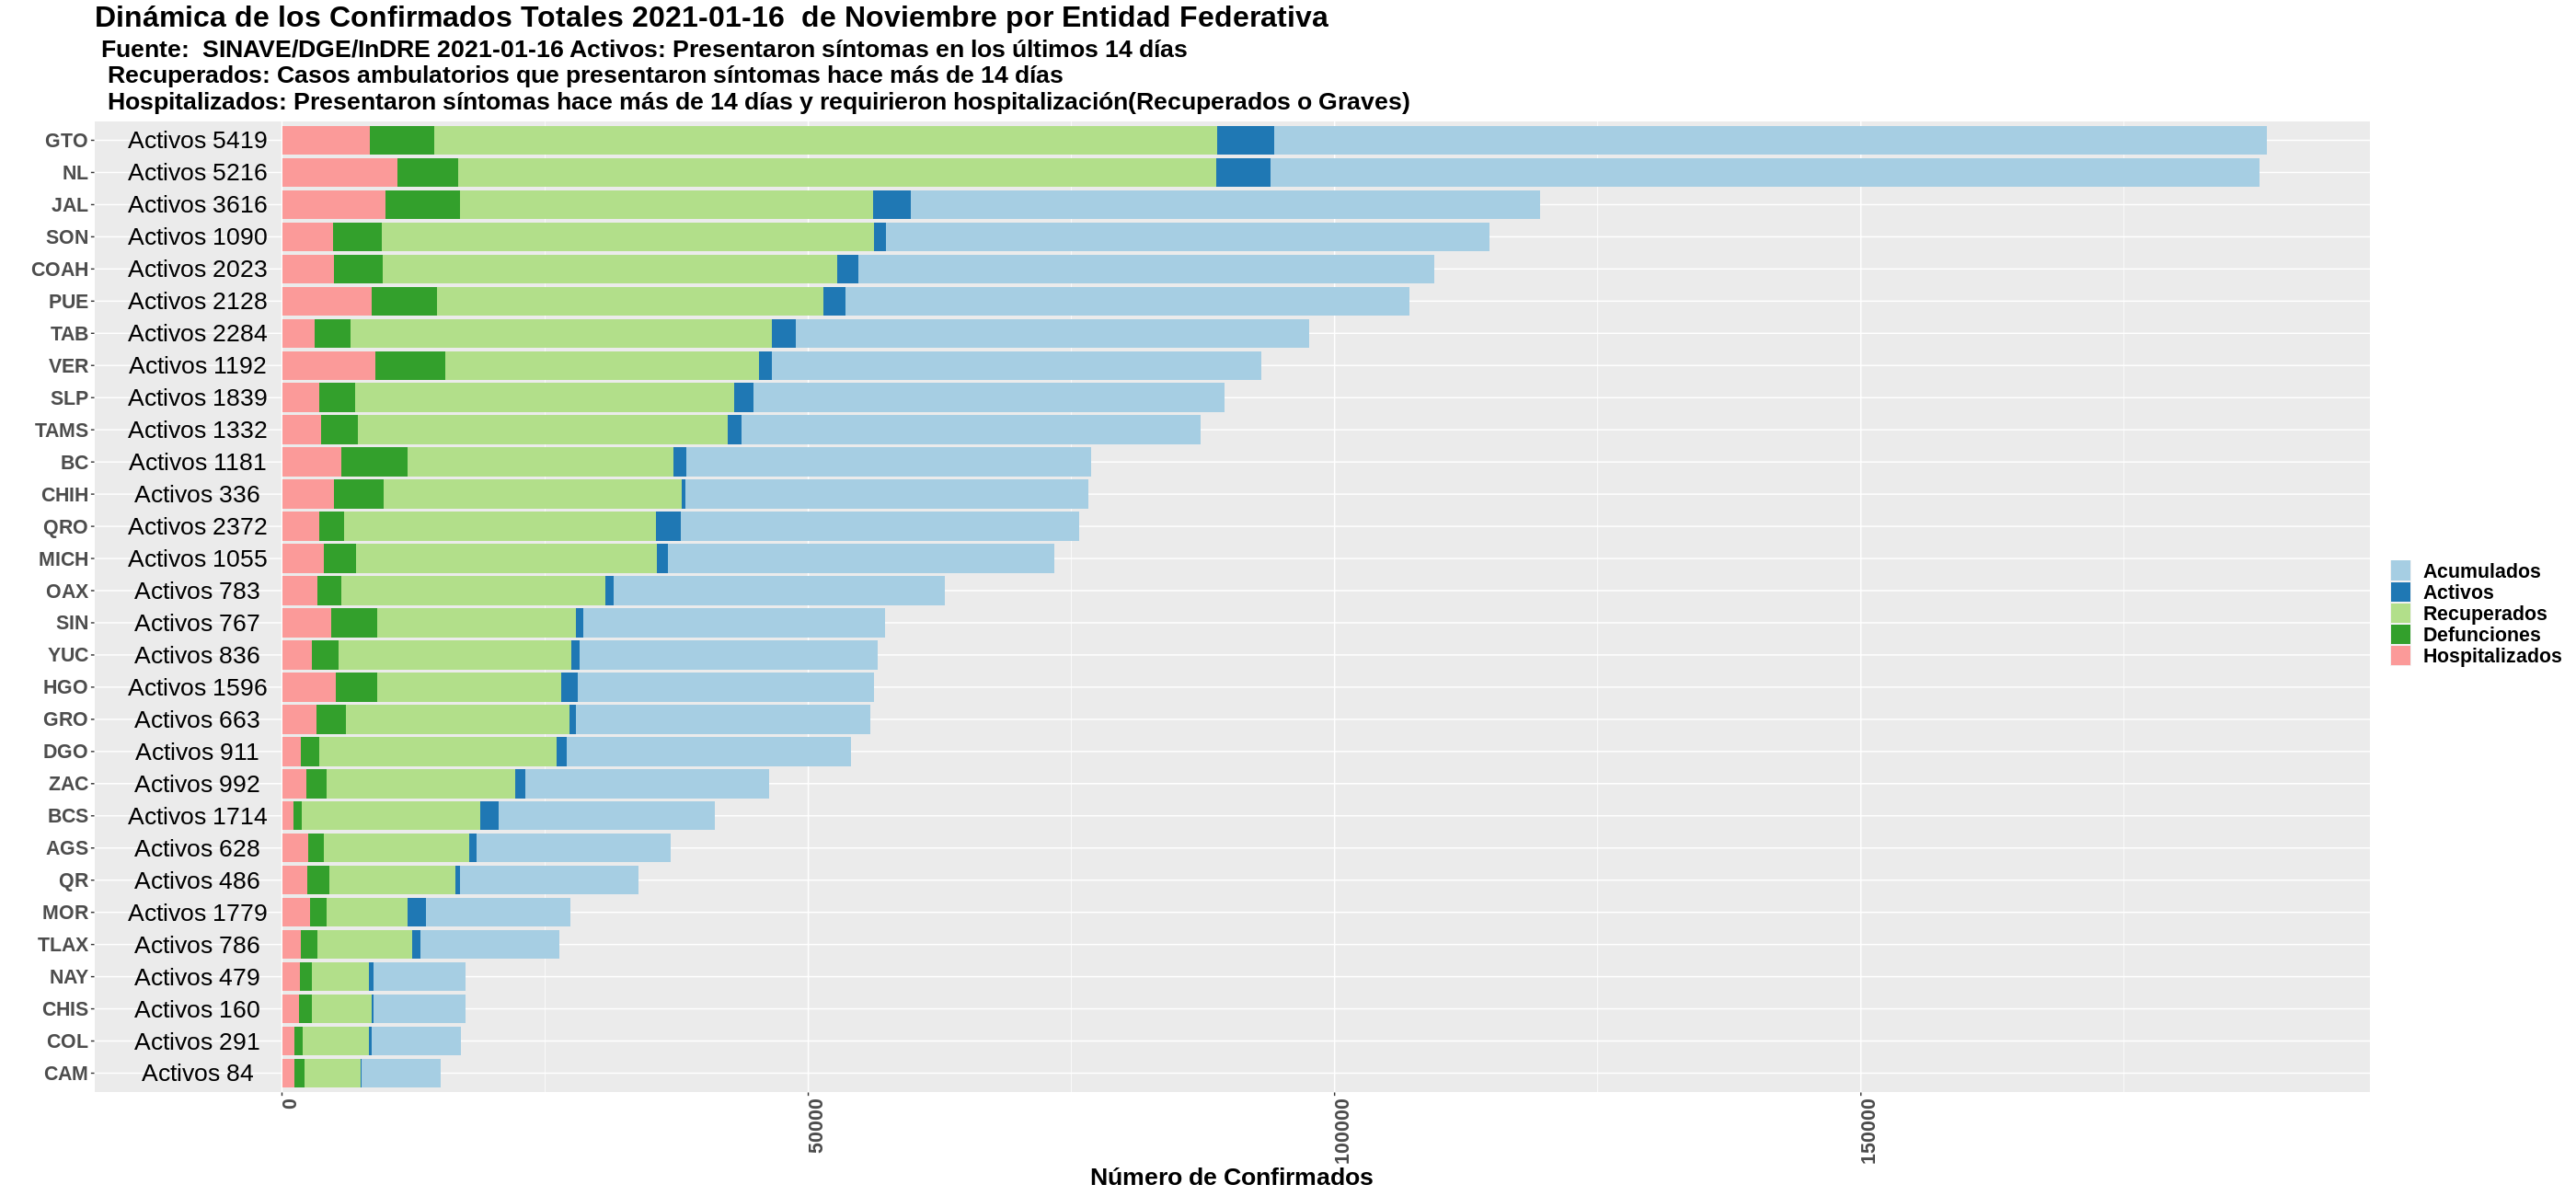 Dinámica de los Confirmados Totales 2021-01-16  de Noviembre por Entidad Federativa
Fuente:  SINAVE/DGE/InDRE 2021-01-16 Activos: Presentaron síntomas en los últimos 14 días
Recuperados: Casos ambulatorios que presentaron síntomas hace más de 14 días
Hospitalizados: Presentaron síntomas hace más de 14 días y requirieron hospitalización(Recuperados o Graves)
GTO Activos 5419
NL Activos 5216
JAL Activos 3616
SON Activos 1090
COAH Activos 2023
PUE Activos 2128
TAB Activos 2284
VER Activos 1192
SLP Activos 1839
TAMS Activos 1332
BC Activos 1181
CHIH Activos 336
QRO Activos 2372
MICH Activos 1055
OAX Activos 783
SIN Activos 767
YUC Activos 836
HGO Activos 1596
GRO Activos 663
DGO Activos 911
ZAC Activos 992
BCS Activos 1714
AGS Activos 628
QR Activos 486
MOR Activos 1779
TLAX Activos 786
NAY Activos 479
CHIS Activos 160
COL Activos 291
CAM Activos 84
0
50000
100000
150000
Número de Confirmados
Acumulados
Activos
Recuperados
Defunciones
Hospitalizados